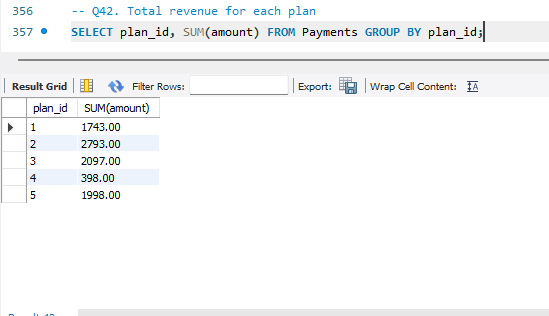 356 -- Q42. Total revenue for each plan
357 SELECT plan_id, SUM(amount) FROM Payments GROUP BY plan_id;
Result Grid Filter Rows: Export: Wrap Cell Content:
plan_id SUM(amount)
1 1743.00
2 2793.00
3 2097.00
4 398.00
5 1998.00